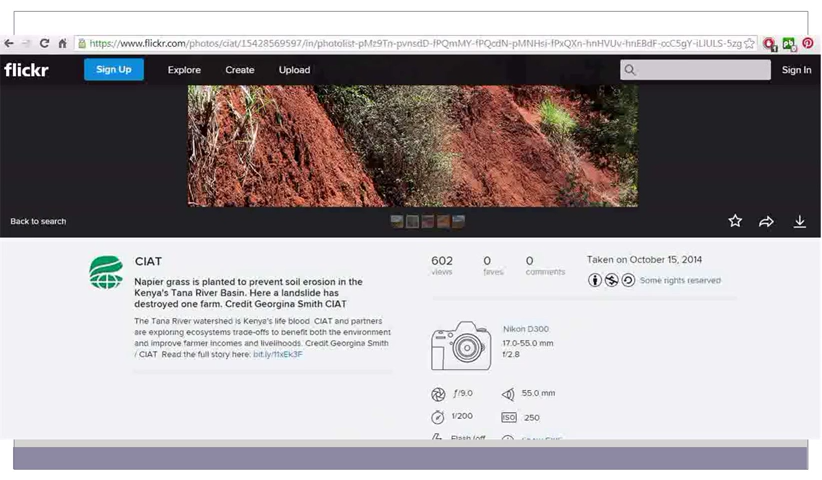 https://www.flickr.com/photos/ciat/15428569597/in/photolist-pMz9Tn-pvnsdD-fPQmMY-fPQcdN-pMNHsi-fPxQXn-hnHVUv-hnEBdF-ccC5gY-iLiULS-5zg
flickr Sign Up Explore Create Upload Sign In
Back to search
CIAT
Napier grass is planted to prevent soil erosion in the
Kenya's Tana River Basin. Here a landslide has
destroyed one farm. Credit Georgina Smith CIAT
The Tana River watershed is Kenya's life blood. CIAT and partners
are exploring ecosystems trade-offs to benefit both the environment
and improve farmer incomes and livelihoods. Credit Georgina Smith
/ CIAT Read the full story here: bit.ly/11xEk3F
602 0 0
views faves comments
Taken on October 15, 2014
Some rights reserved
Nikon D300
17.0-55.0 mm
f/2.8
ƒ/9.0 55.0 mm
1/200 ISO 250
Flash (off